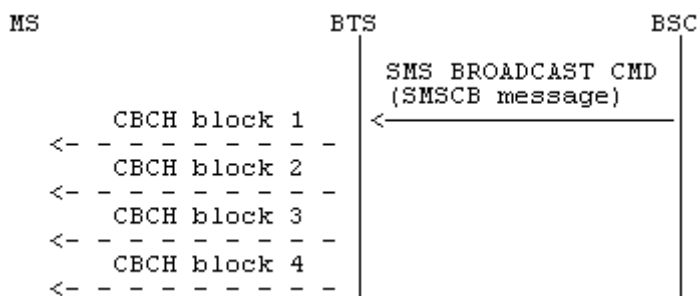 MS BTS BSC
SMS BROADCAST CMD
(SMSCB message)
CBCH block 1
CBCH block 2
CBCH block 3
CBCH block 4